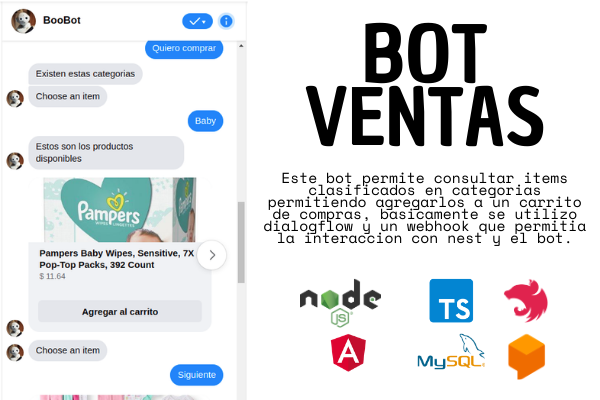 BooBot
Quiero comprar
Existen estas categorias
Choose an item
Baby
Estos son los productos
disponibles
Pampers
Pampers Baby Wipes, Sensitive, 7X
Pop-Top Packs, 392 Count
$ 11.64
Agregar al carrito
Choose an item
Siguiente
BOT
VENTAS
Este bot permite consultar items
clasificados en categorias
permitiendo agregarlos a un carrito
de compras, basicamente se utilizo
dialogflow y un webhook que permitia
la interaccion con nest y el bot.
node
JS
TS
A
MySQL